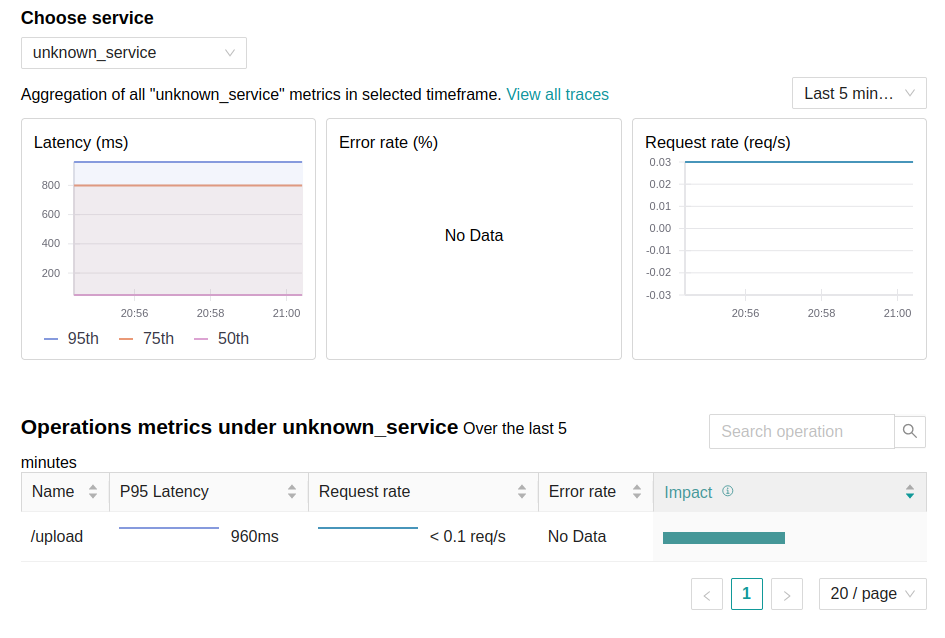 Choose service
unknown_service
Aggregation of all "unknown_service" metrics in selected timeframe. View all traces
Last 5 min…
Latency (ms)
800
600
400
200
20:56 20:58 21:00
95th 75th 50th
Error rate (%)
No Data
Request rate (req/s)
0.03
0.02
0.01
0.00
-0.01
-0.02
-0.03
20:56 20:58 21:00
Operations metrics under unknown_service Over the last 5
minutes
Search operation
Name P95 Latency Request rate Error rate Impact
/upload 960ms < 0.1 req/s No Data
< 1 > 20 / page